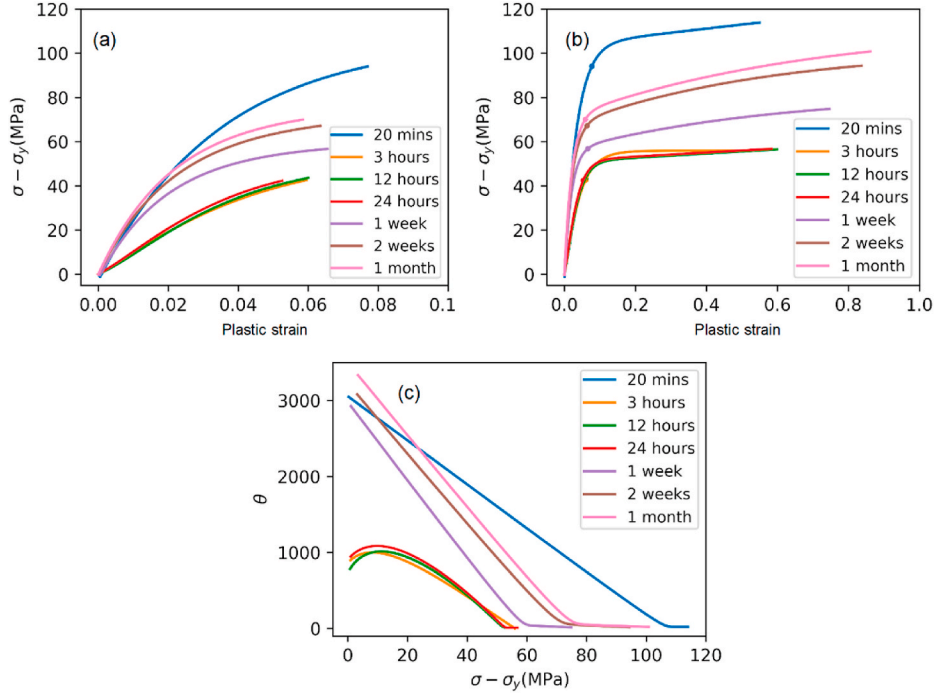 (a)
σ − σy(MPa)
120
100
80
60
40
20
0
0.00
0.02
0.04
0.06
0.08
0.1
Plastic strain
20 mins
3 hours
12 hours
24 hours
1 week
2 weeks
1 month
(b)
σ − σy(MPa)
120
100
80
60
40
20
0
0.0
0.2
0.4
0.6
0.8
1.0
Plastic strain
20 mins
3 hours
12 hours
24 hours
1 week
2 weeks
1 month
(c)
θ
3000
2000
1000
0
0
20
40
60
80
100
120
σ − σy(MPa)
20 mins
3 hours
12 hours
24 hours
1 week
2 weeks
1 month